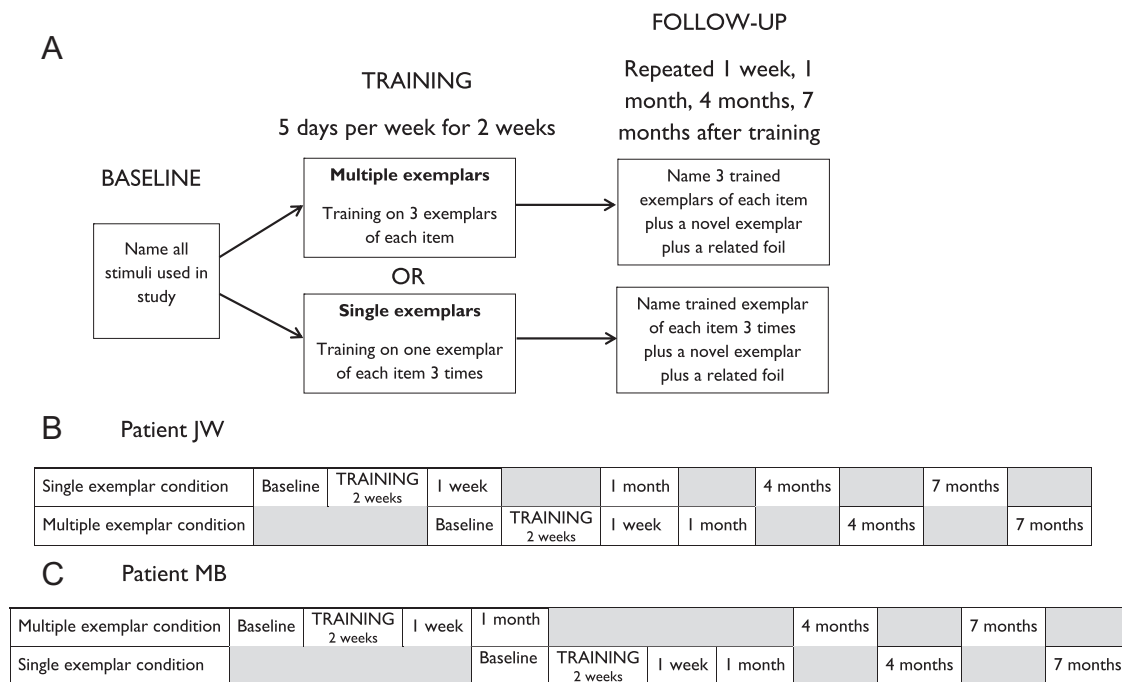 A
FOLLOW-UP
Repeated 1 week, 1
month, 4 months, 7
months after training
TRAINING
5 days per week for 2 weeks
BASELINE
Name all
stimuli used in
study
Multiple exemplars
Training on 3 exemplars
of each item
OR
Single exemplars
Training on one exemplar
of each item 3 times
Name 3 trained
exemplars of each item
plus a novel exemplar
plus a related foil
Name trained exemplar
of each item 3 times
plus a novel exemplar
plus a related foil
B Patient JW
Single exemplar condition Baseline TRAINING 2 weeks 1 week 1 month 4 months 7 months
Multiple exemplar condition Baseline TRAINING 2 weeks 1 week 1 month 4 months 7 months
C Patient MB
Multiple exemplar condition Baseline TRAINING 2 weeks 1 week 1 month 4 months 7 months
Single exemplar condition Baseline TRAINING 2 weeks 1 week 1 month 4 months 7 months